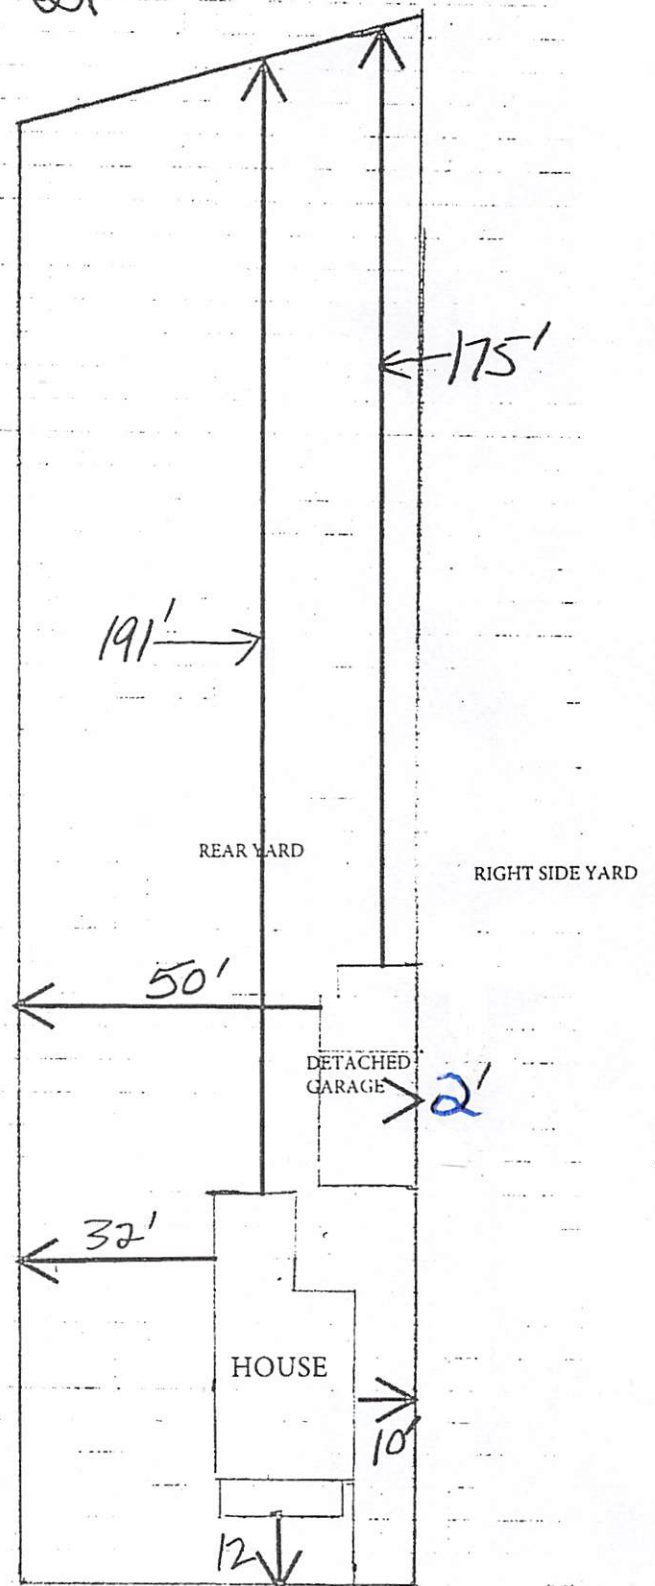 175'
191'
REAR YARD
RIGHT SIDE YARD
50'
DETACHED
GARAGE
2'
32'
HOUSE
10'
12